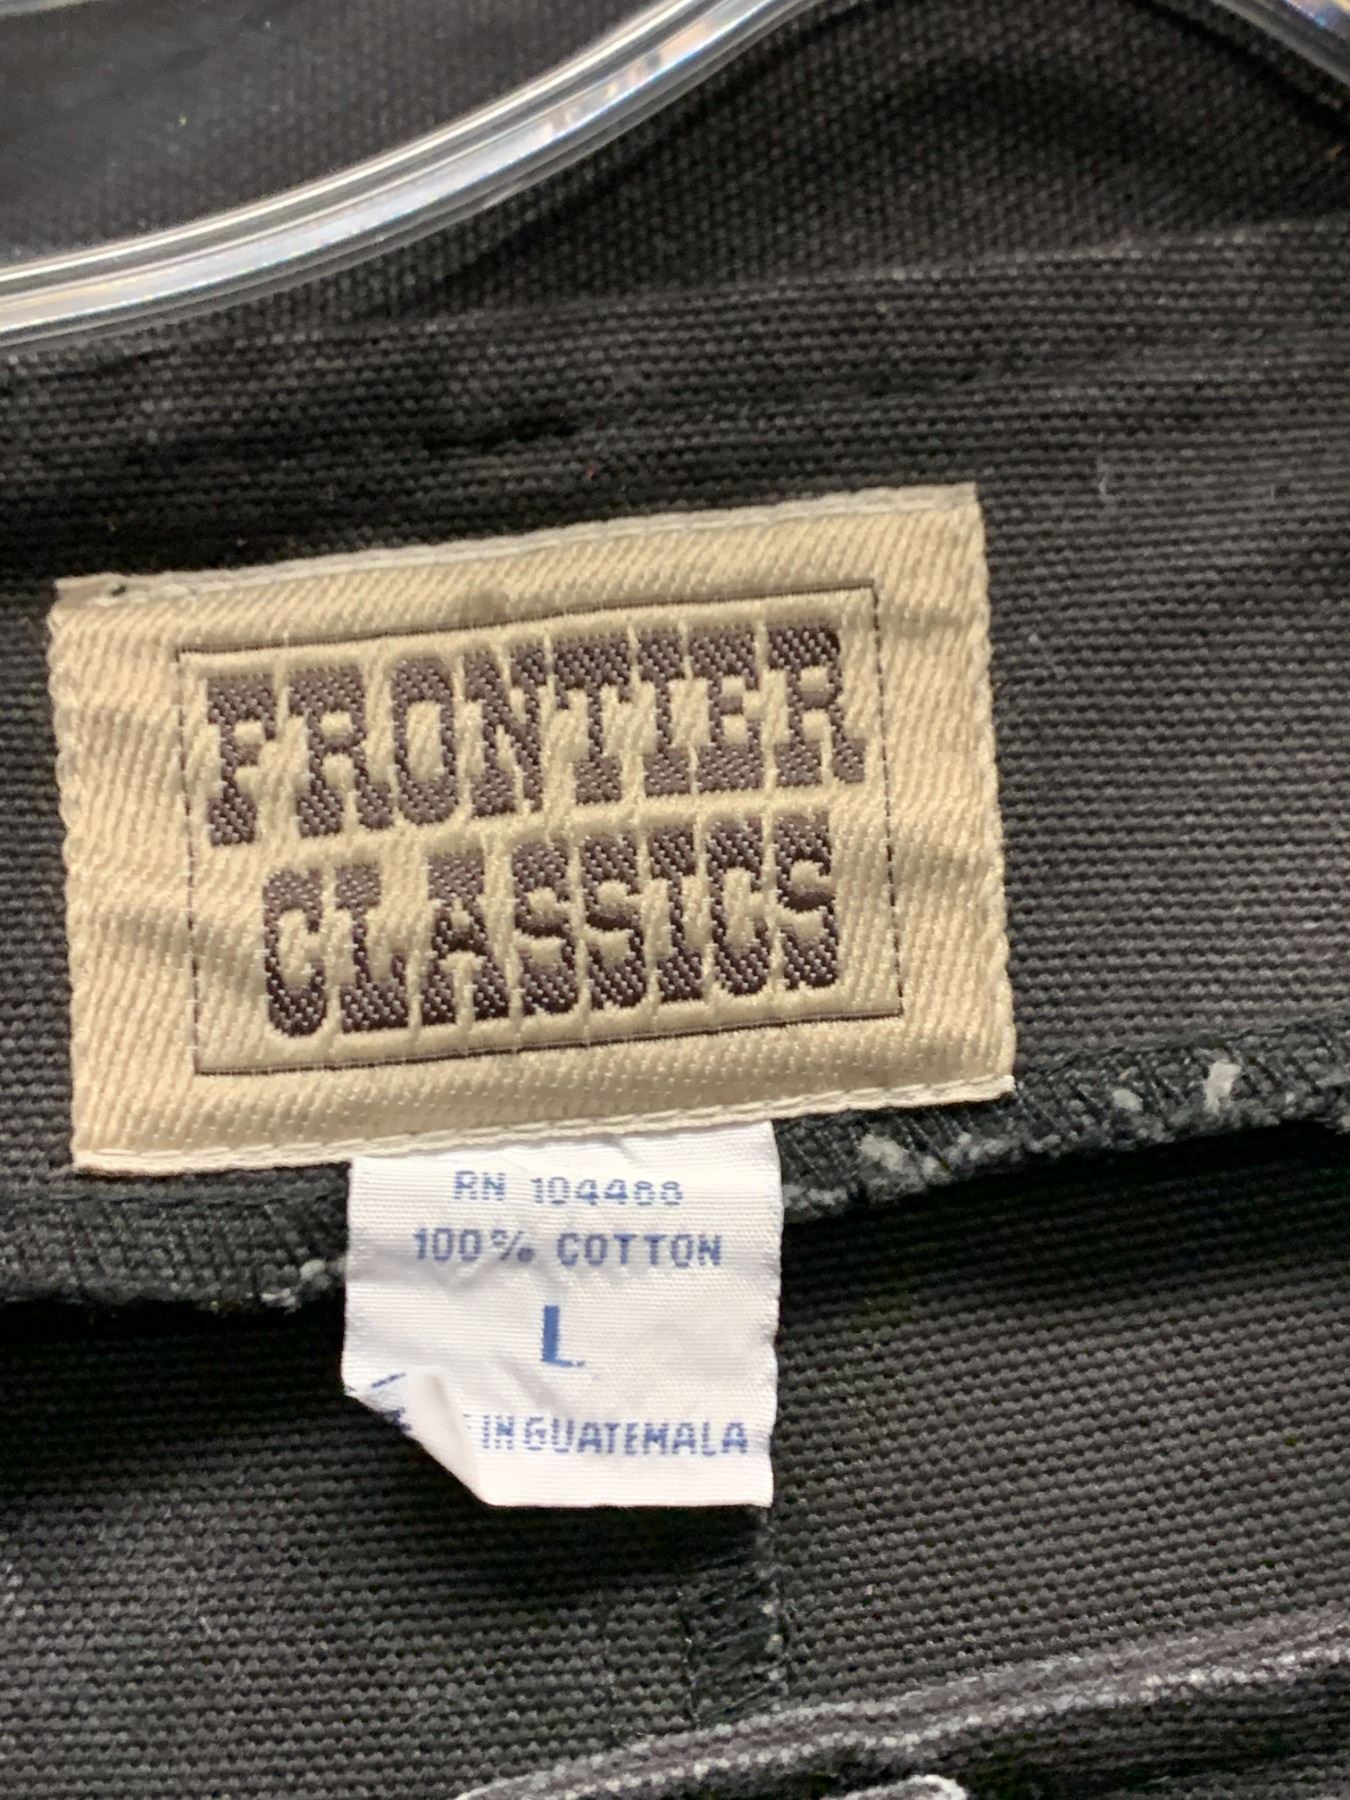 FRONTIER
CLASSICS
RN 104488
100% COTTON
L
IN GUATEMALA